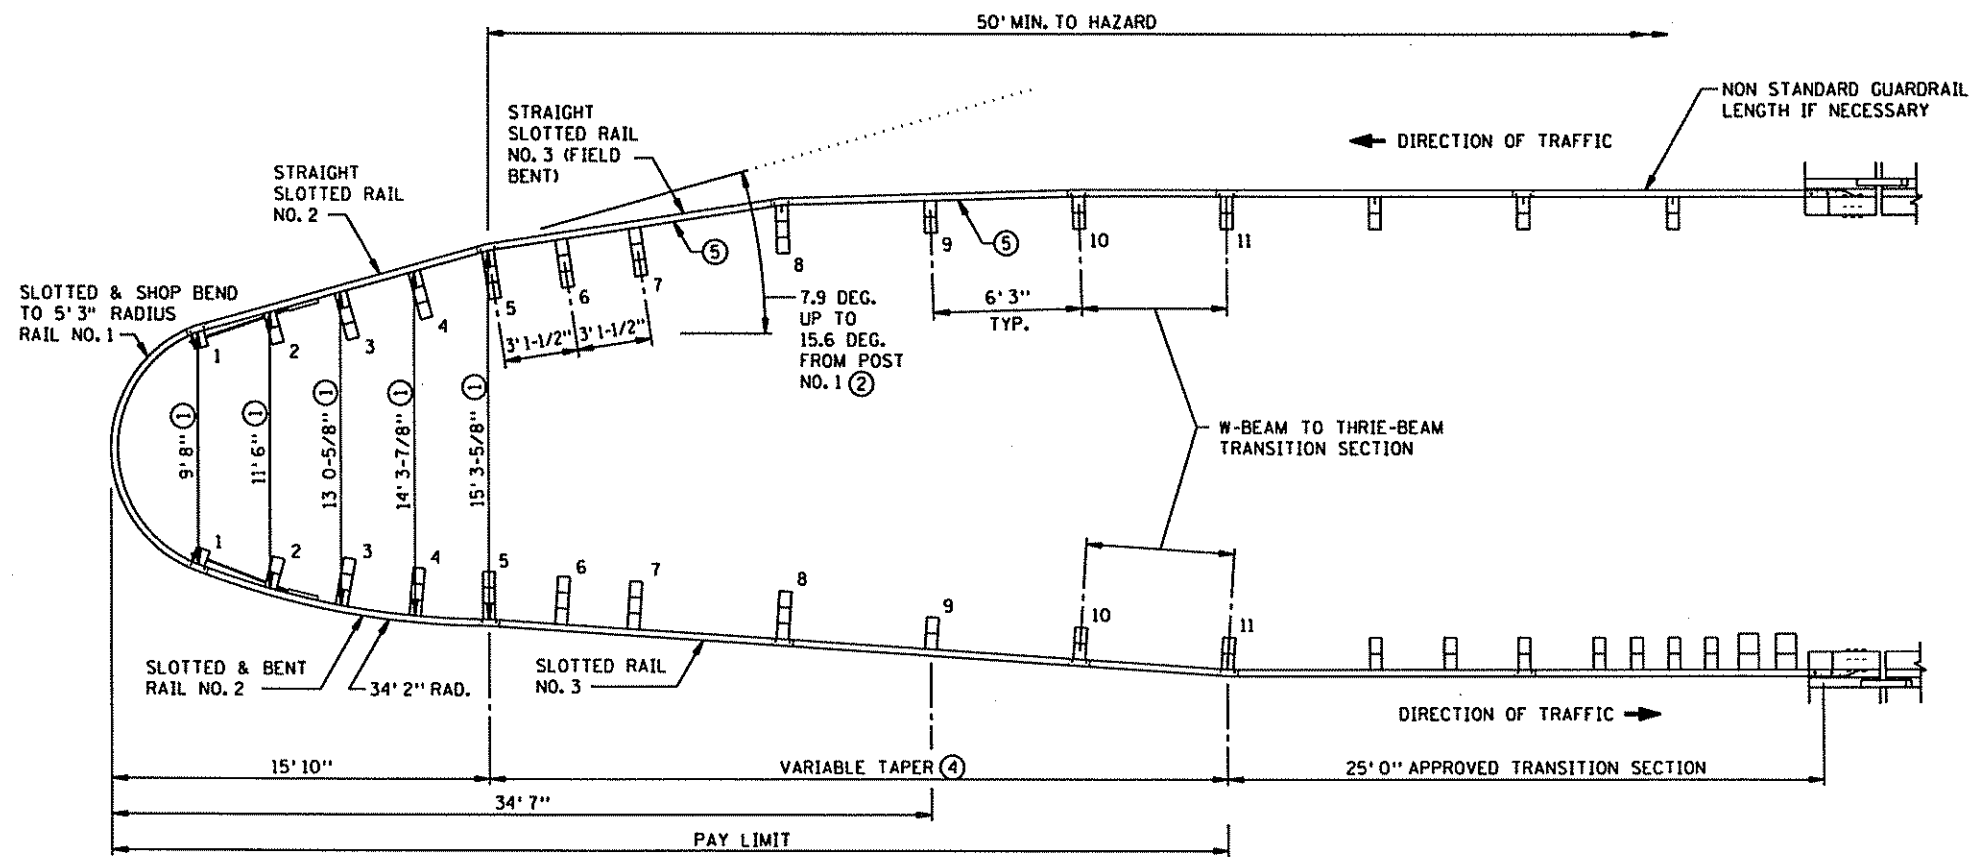 50' MIN. TO HAZARD
NON STANDARD GUARDRAIL
LENGTH IF NECESSARY
STRAIGHT
SLOTTED RAIL
NO. 3 (FIELD
BENT)
DIRECTION OF TRAFFIC
STRAIGHT
SLOTTED RAIL
NO. 2
SLOTTED & SHOP BEND
TO 5' 3" RADIUS
RAIL NO. 1
1
2
3
4
5
6
7
8
9
10
11
5
5
3' 1-1/2"
3' 1-1/2"
6' 3"
TYP.
7.9 DEG.
UP TO
15.6 DEG.
FROM POST
NO. 1 2
9' 8" 1
11' 6" 1
13 0-5/8" 1
14' 3-7/8" 1
15' 3-5/8" 1
W-BEAM TO THRIE-BEAM
TRANSITION SECTION
1
2
3
4
5
6
7
8
9
10
11
SLOTTED & BENT
RAIL NO. 2
34' 2" RAD.
SLOTTED RAIL
NO. 3
DIRECTION OF TRAFFIC
15' 10"
VARIABLE TAPER 4
25' 0" APPROVED TRANSITION SECTION
34' 7"
PAY LIMIT